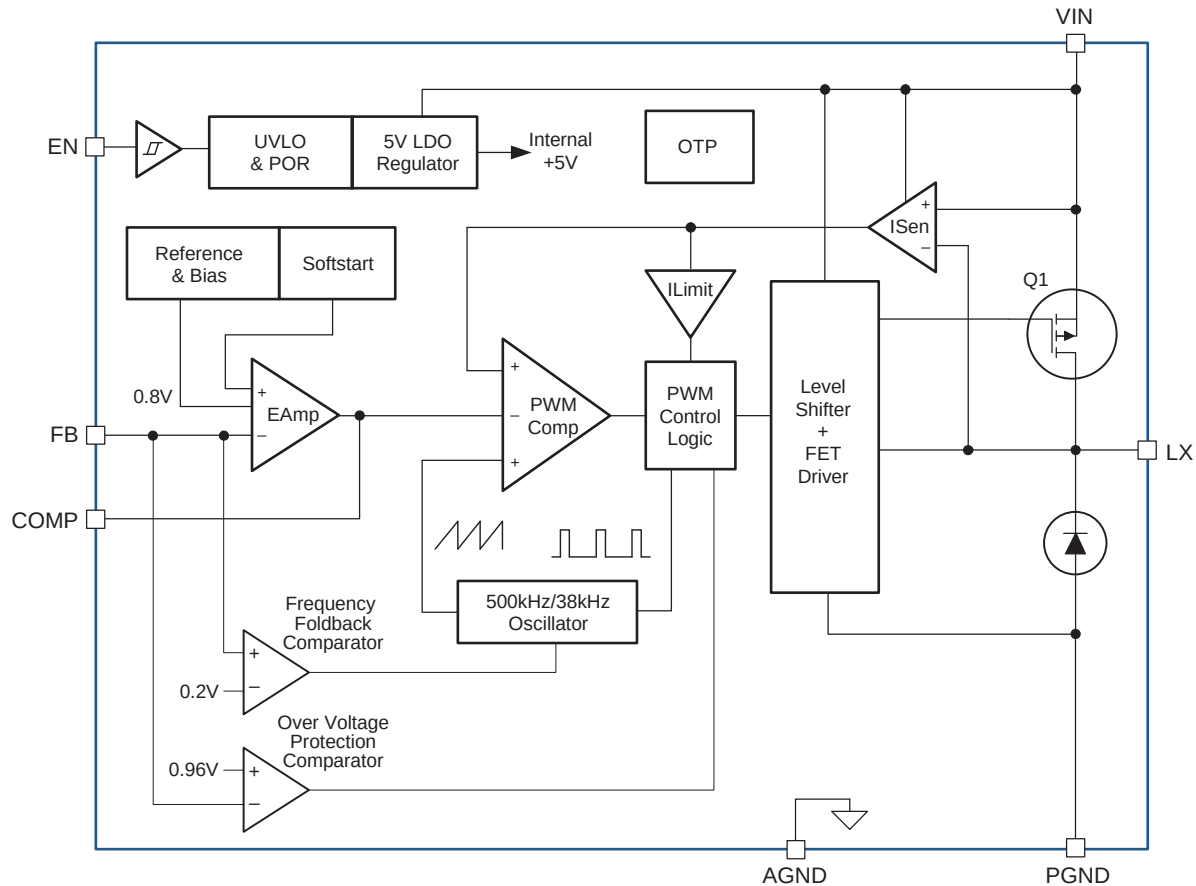 VIN
EN
UVLO
& POR
5V LDO
Regulator
Internal
+5V
OTP
+
ISen
–
Reference
& Bias
Softstart
ILimit
Q1
0.8V
+
EAmp
–
FB
+
–
+
PWM
Comp
PWM
Control
Logic
Level
Shifter
+
FET
Driver
LX
COMP
500kHz/38kHz
Oscillator
Frequency
Foldback
Comparator
+
0.2V
–
Over Voltage
Protection
Comparator
0.96V
+
–
AGND
PGND